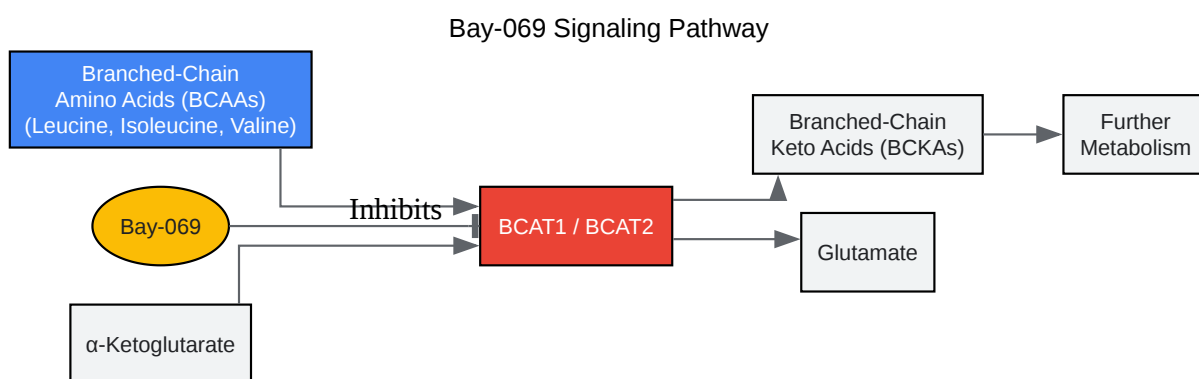 Bay-069 Signaling Pathway
Branched-Chain
Amino Acids (BCAAs)
(Leucine, Isoleucine, Valine)
Bay-069
Inhibits
α-Ketoglutarate
BCAT1 / BCAT2
Branched-Chain
Keto Acids (BCKAs)
Further
Metabolism
Glutamate